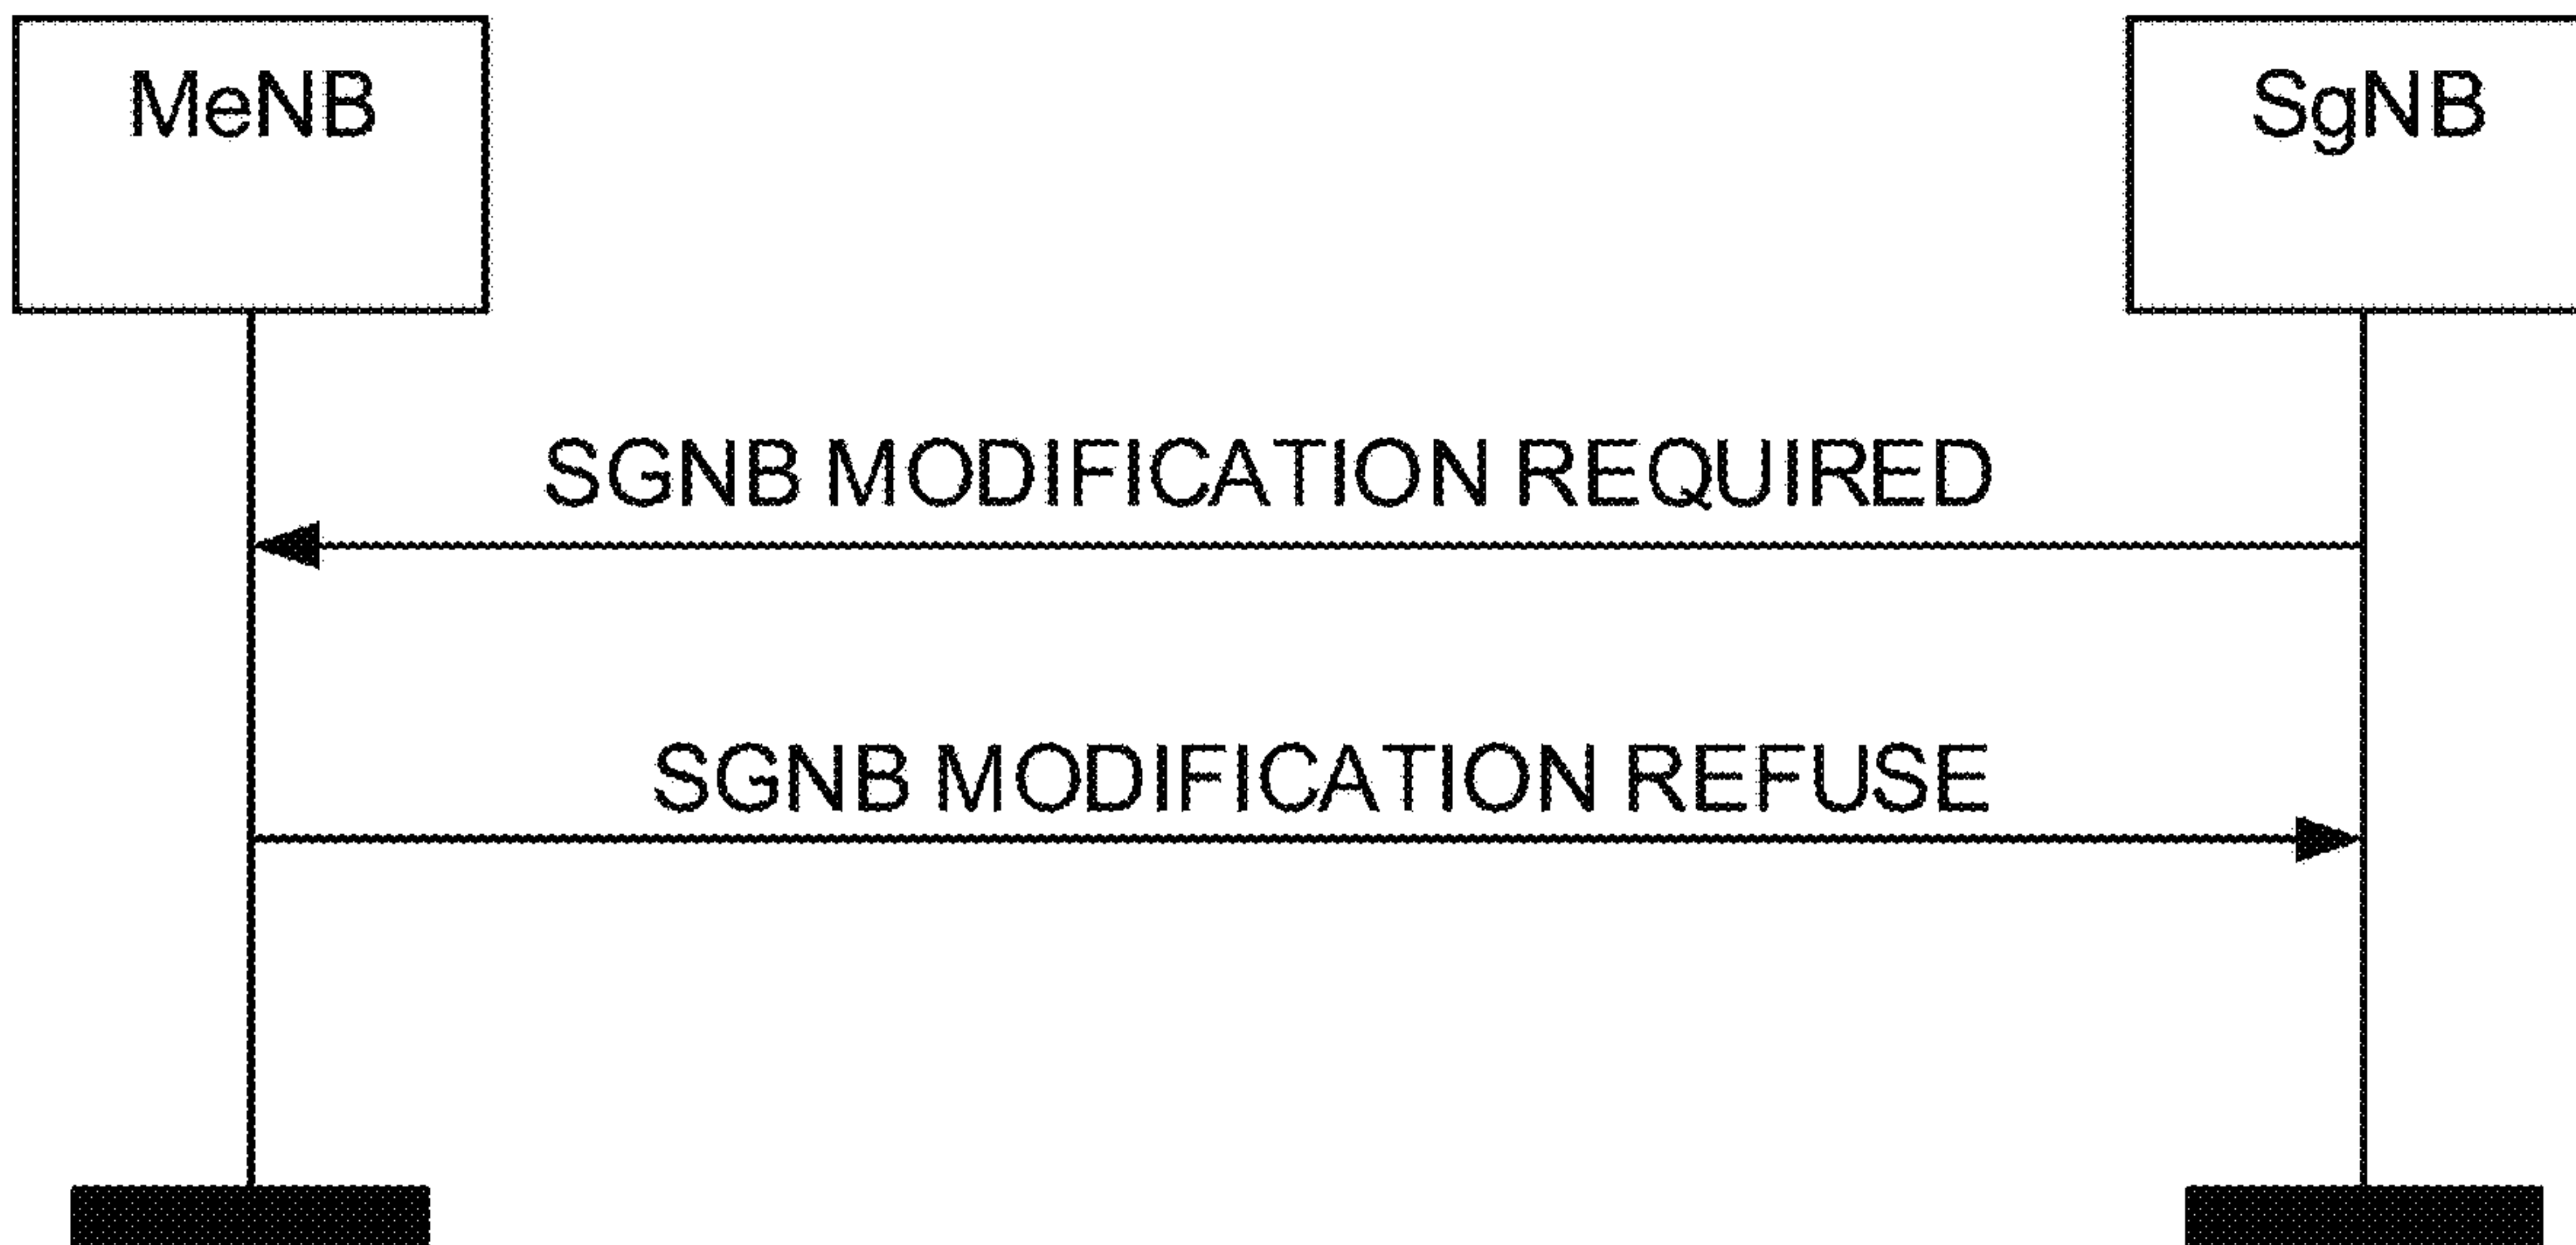 MeNB
SgNB
SGNB MODIFICATION REQUIRED
SGNB MODIFICATION REFUSE